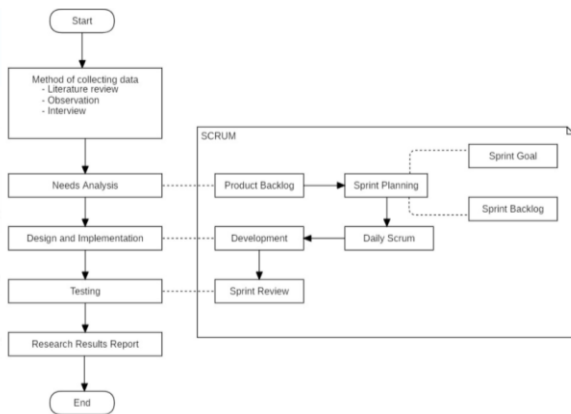 Start
Method of collecting data
- Literature review
- Observation
- Interview
SCRUM
Sprint Goal
Needs Analysis
Product Backlog
Sprint Planning
Sprint Backlog
Design and Implementation
Development
Daily Scrum
Testing
Sprint Review
Research Results Report
End